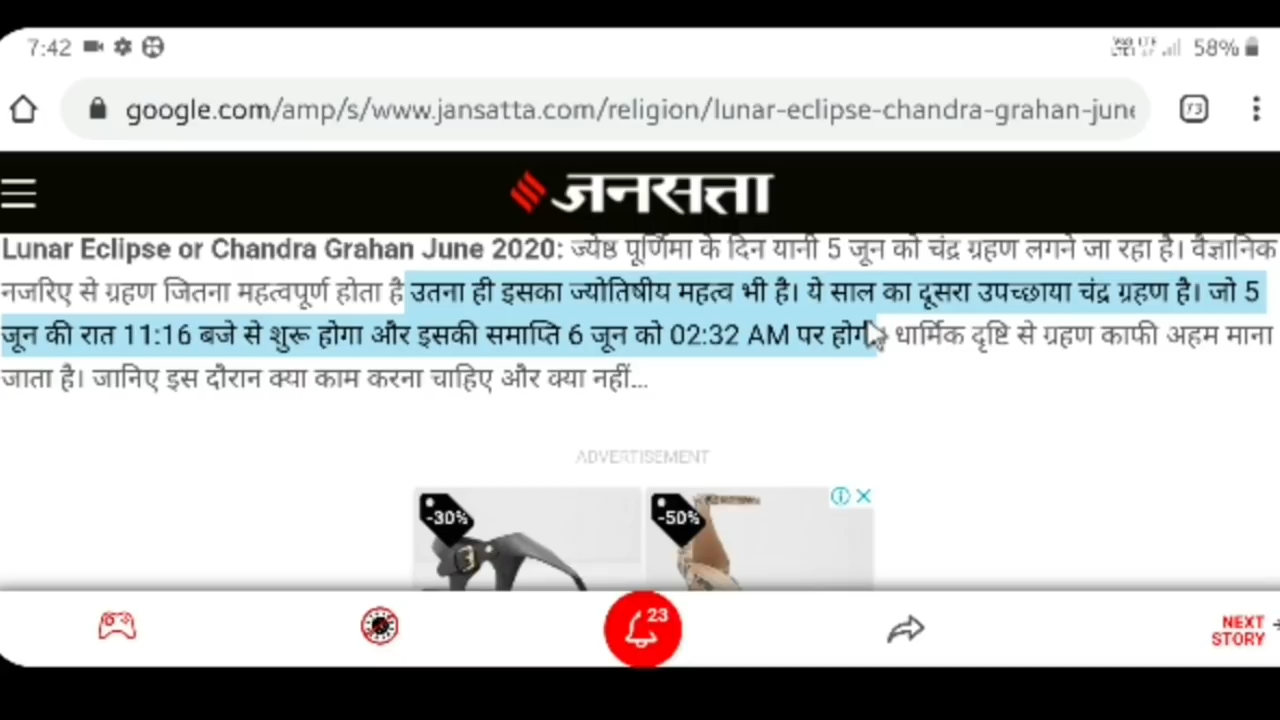 7:42
58%
google.com/amp/s/www.jansatta.com/religion/lunar-eclipse-chandra-grahan-june
73
जनसत्ता
Lunar Eclipse or Chandra Grahan June 2020: ज्येष्ठ पूर्णिमा के दिन यानी 5 जून को चंद्र ग्रहण लगने जा रहा है। वैज्ञानिक
नजरिए से ग्रहण जितना महत्वपूर्ण होता है उतना ही इसका ज्योतिषीय महत्व भी है। ये साल का दूसरा उपच्छाया चंद्र ग्रहण है। जो 5
जून की रात 11:16 बजे से शुरू होगा और इसकी समाप्ति 6 जून को 02:32 AM पर होगी। धार्मिक दृष्टि से ग्रहण काफी अहम माना
जाता है। जानिए इस दौरान क्या काम करना चाहिए और क्या नहीं...
ADVERTISEMENT
-30%
-50%
23
NEXT
STORY